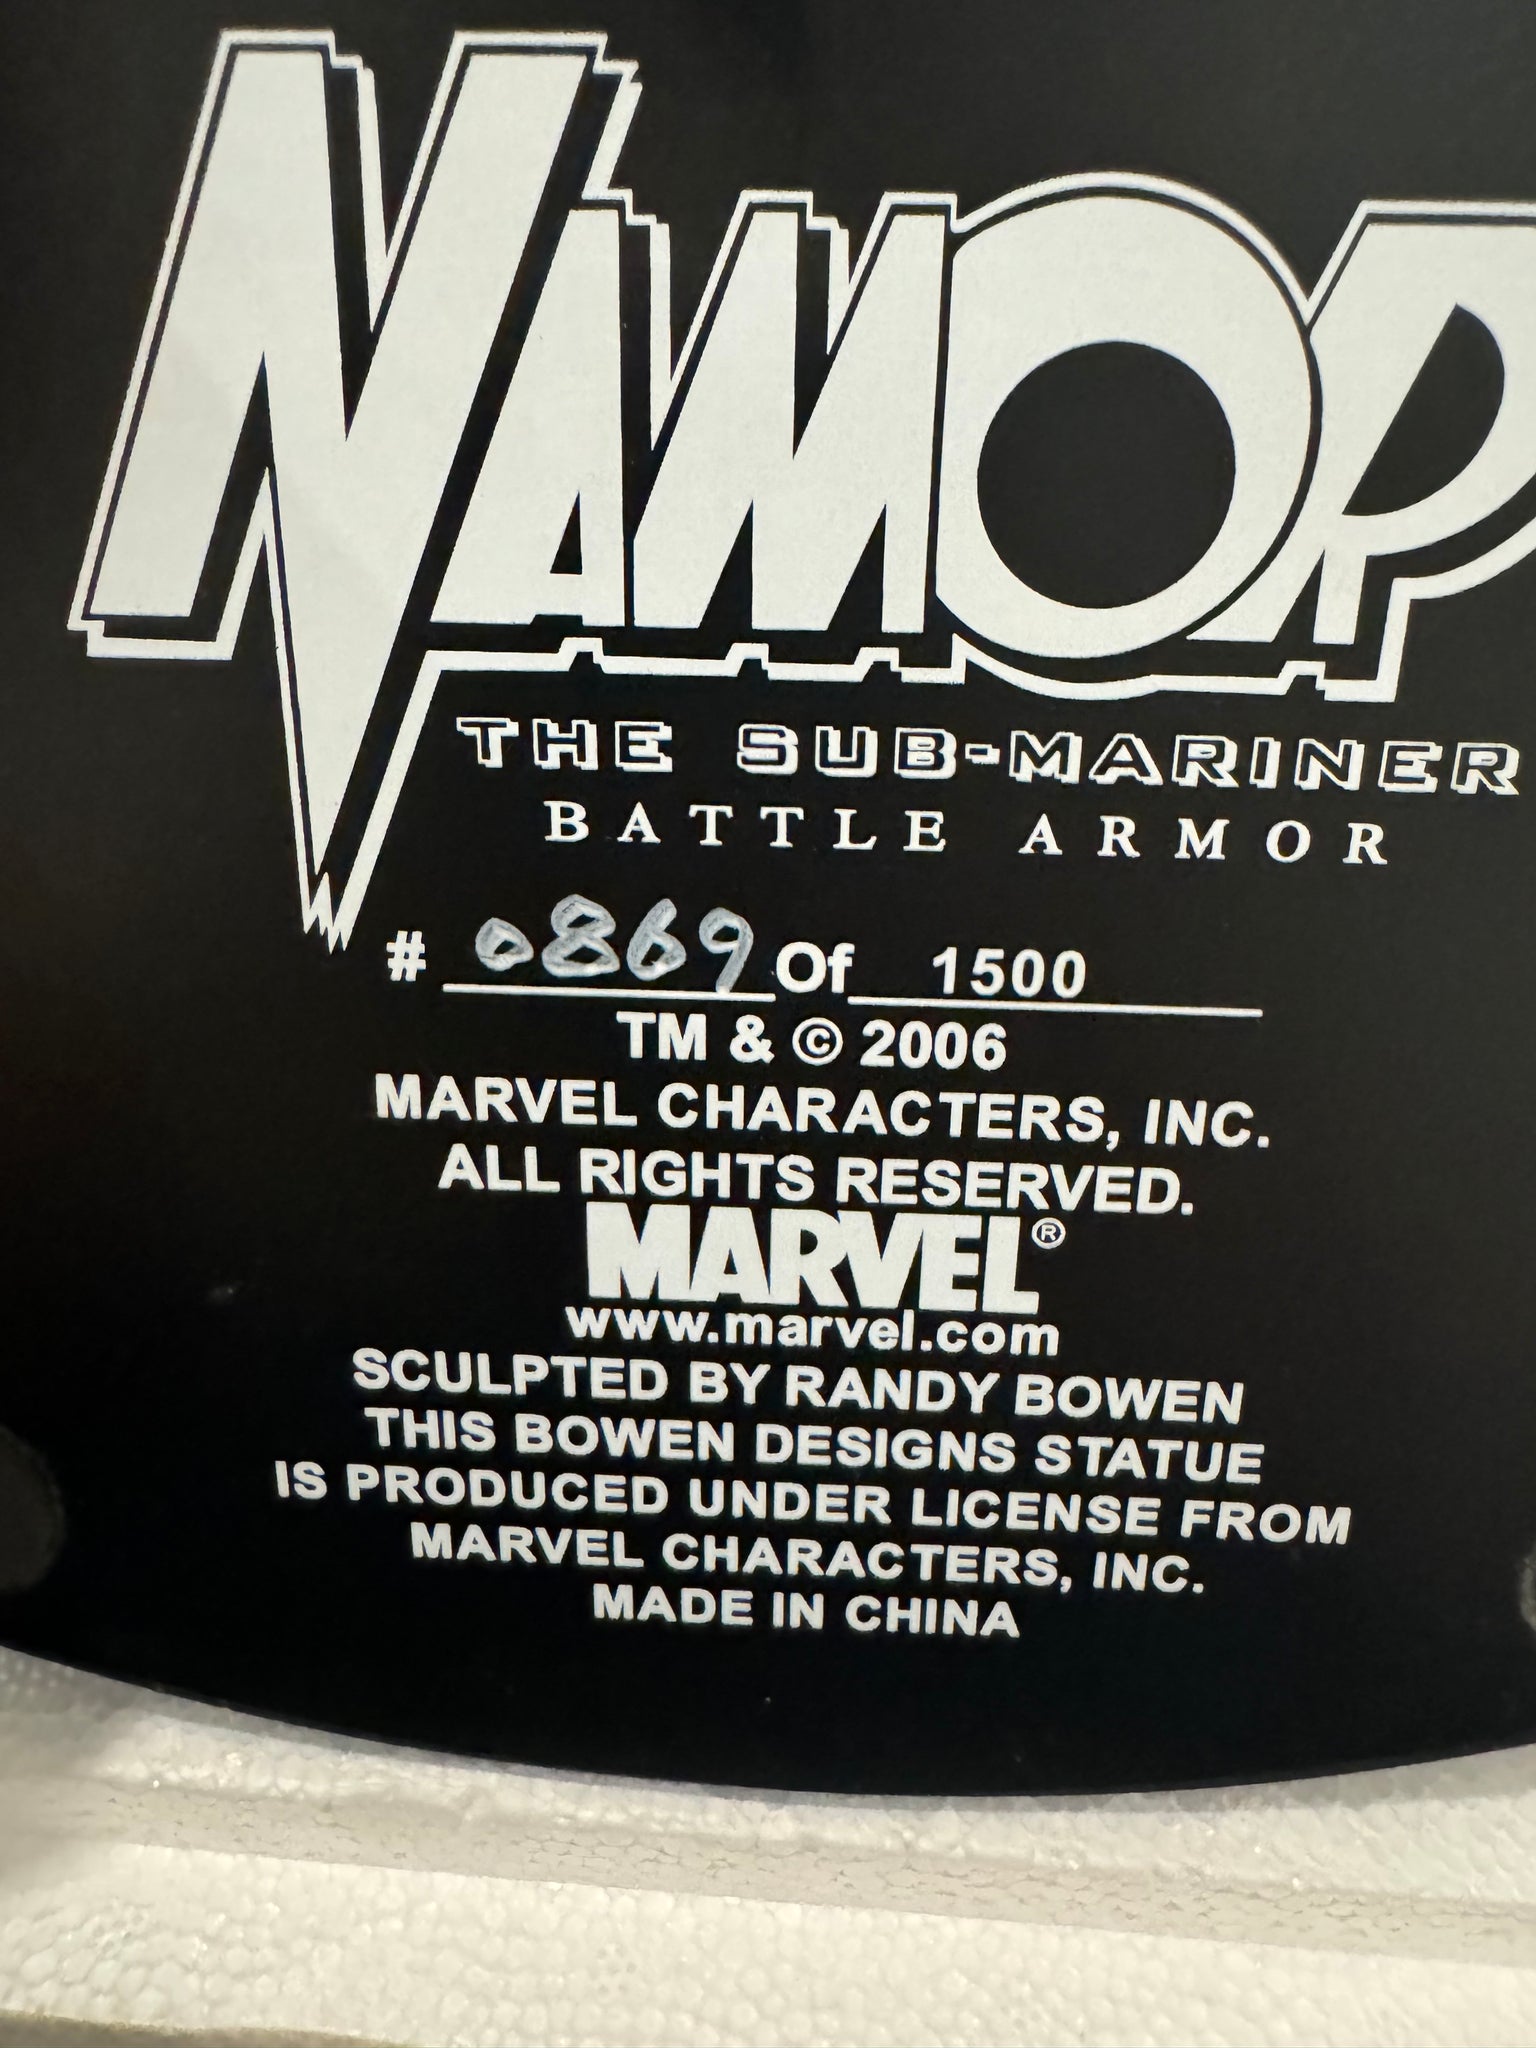 NAMOR
THE SUB-MARINER
BATTLE ARMOR
# 0869 Of 1500
TM & © 2006
MARVEL CHARACTERS, INC.
ALL RIGHTS RESERVED.
MARVEL®
www.marvel.com
SCULPTED BY RANDY BOWEN
THIS BOWEN DESIGNS STATUE
IS PRODUCED UNDER LICENSE FROM
MARVEL CHARACTERS, INC.
MADE IN CHINA